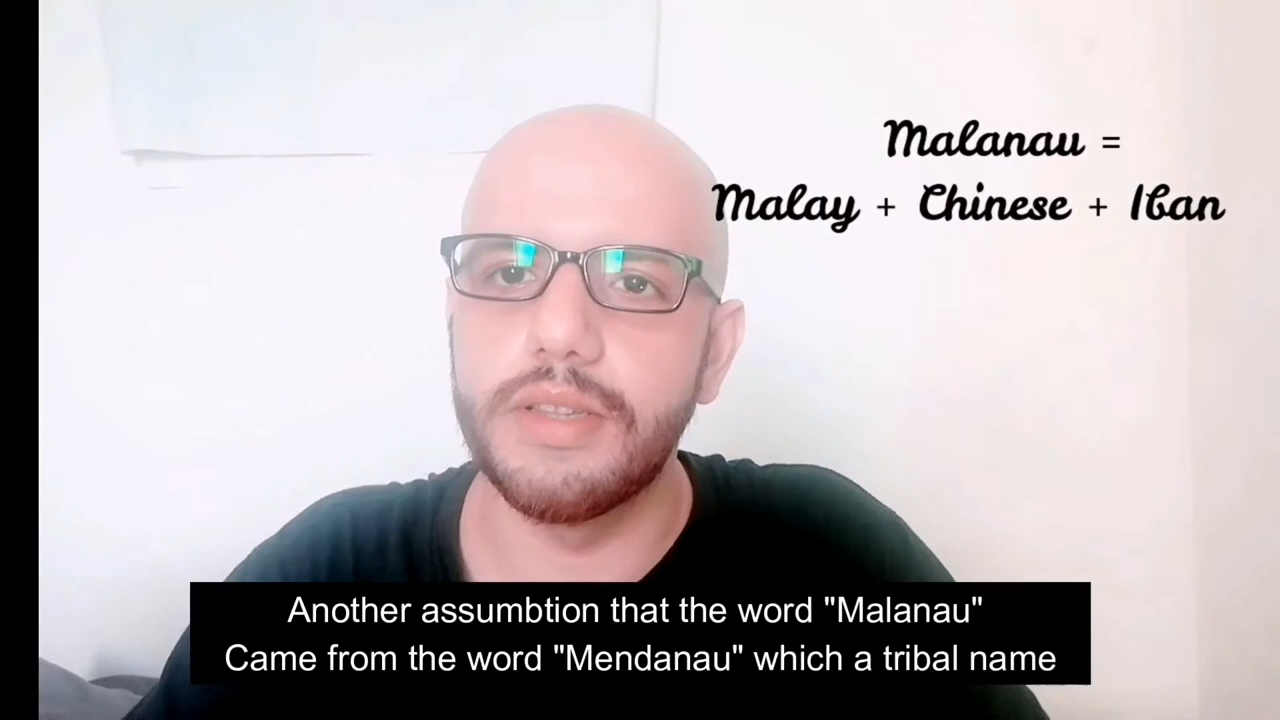 Malanau =
Malay + Chinese + Iban
Another assumbtion that the word "Malanau"
Came from the word "Mendanau" which a tribal name